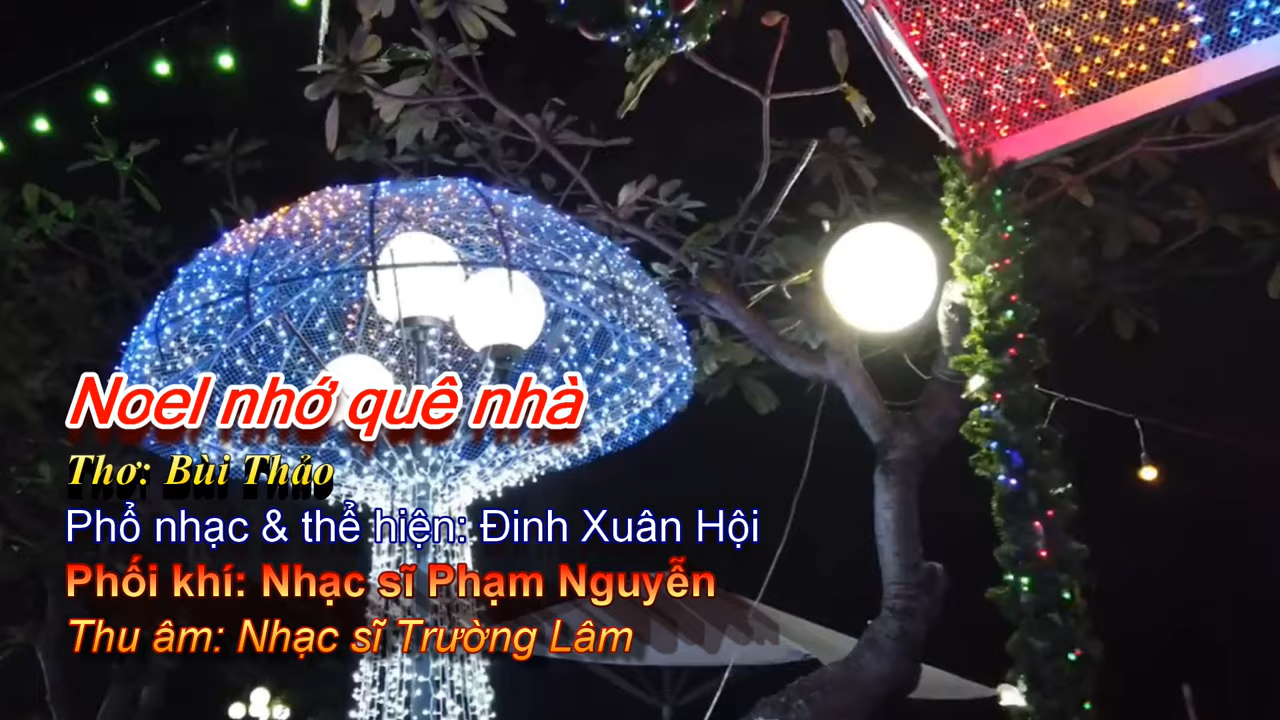 Noel nhớ quê nhà
Thơ: Bùi Thảo
Phổ nhạc & thể hiện: Đinh Xuân Hội
Phối khí: Nhạc sĩ Phạm Nguyễn
Thu âm: Nhạc sĩ Trường Lâm